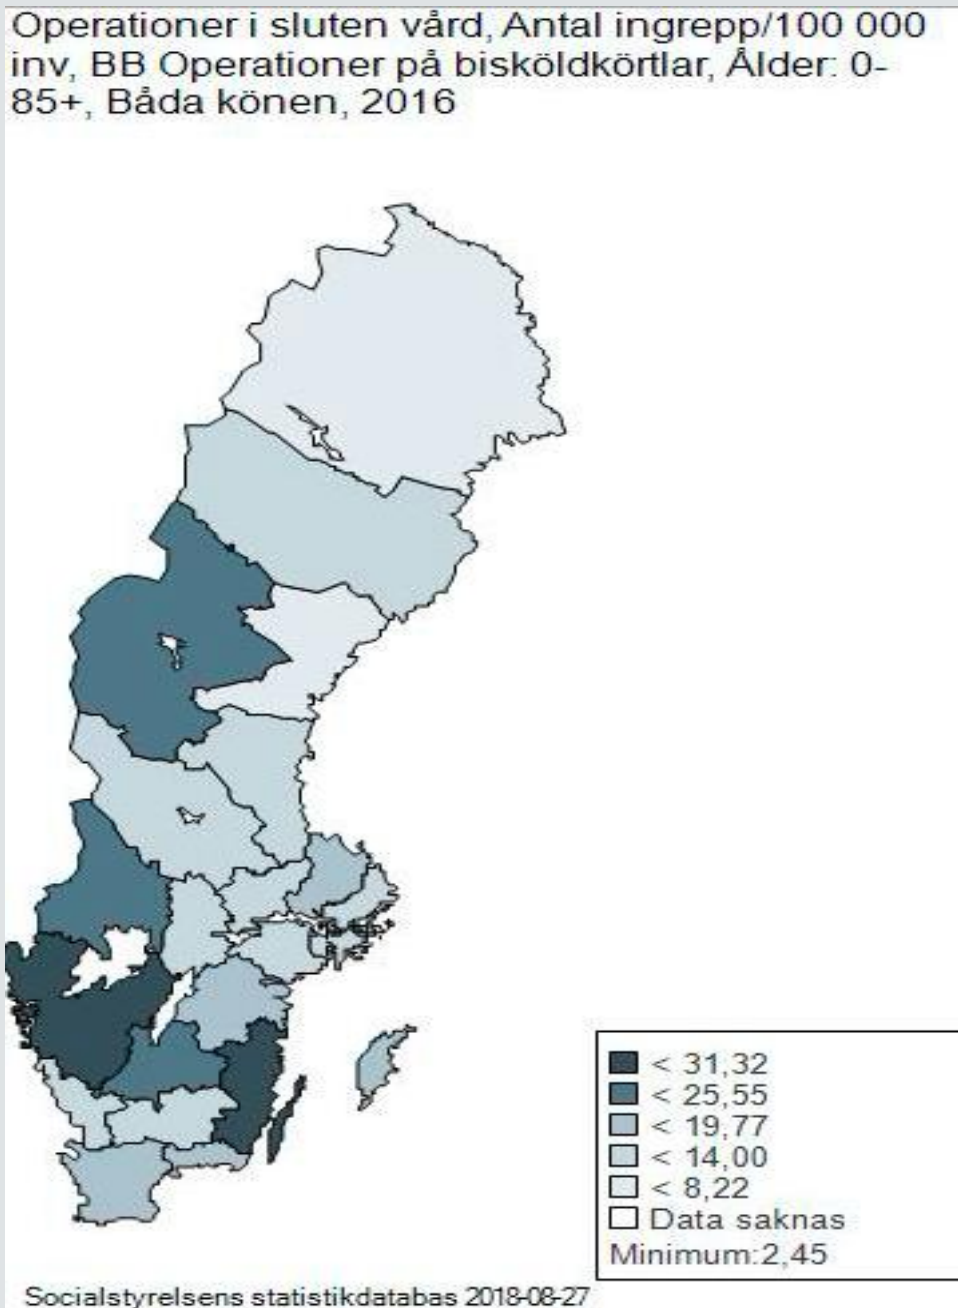 Operationer i sluten vård, Antal ingrepp/100 000
inv, BB Operationer på bisköldkörtlar, Ålder: 0-
85+, Båda könen, 2016
< 31,32
< 25,55
< 19,77
< 14,00
< 8,22
Data saknas
Minimum:2,45
Socialstyrelsens statistikdatabas 2018-08-27